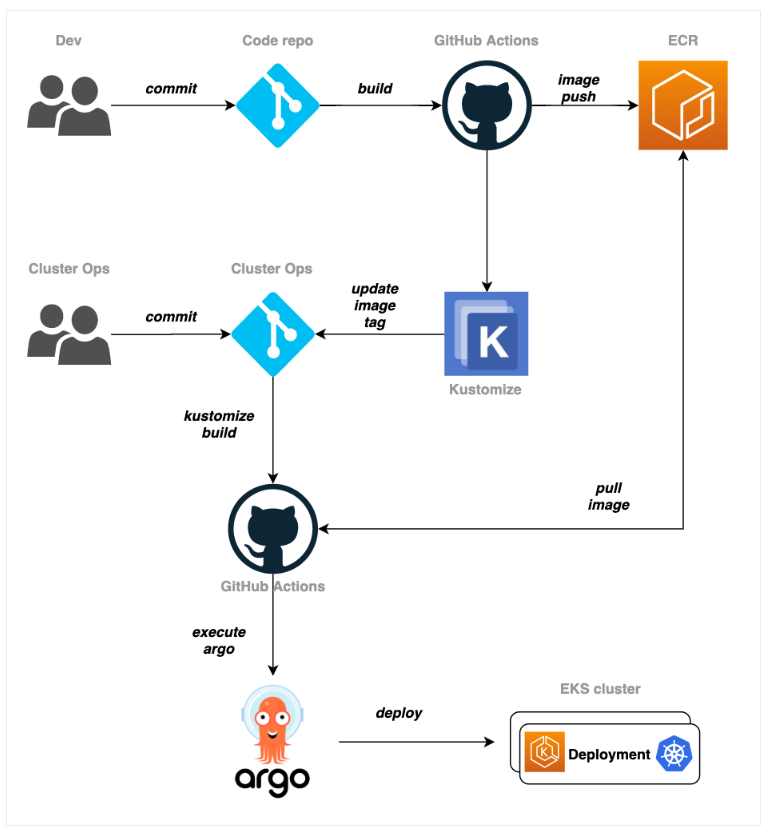 Dev
Code repo
GitHub Actions
ECR
commit
build
image
push
Cluster Ops
Cluster Ops
commit
update
image
tag
K
Kustomize
kustomize
build
pull
image
GitHub Actions
execute
argo
argo
deploy
EKS cluster
K
Deployment